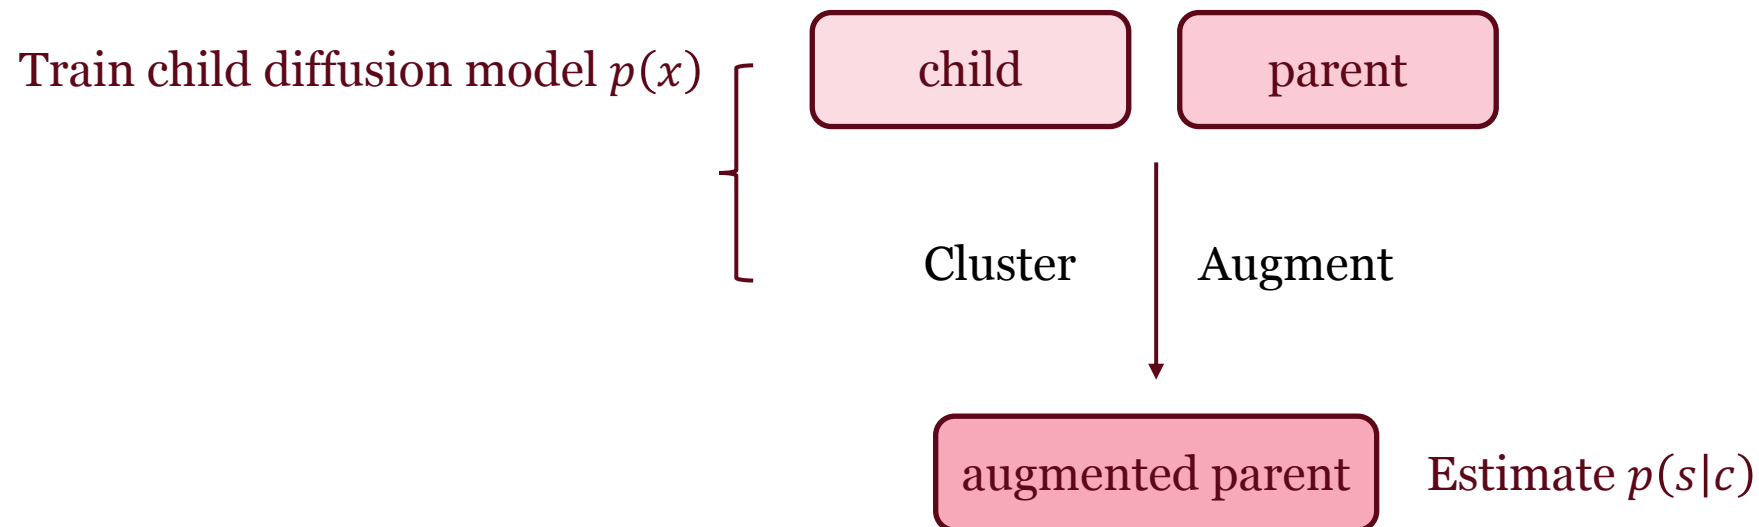 Train child diffusion model p(x)
child
parent
Cluster
Augment
augmented parent
Estimate p(s|c)